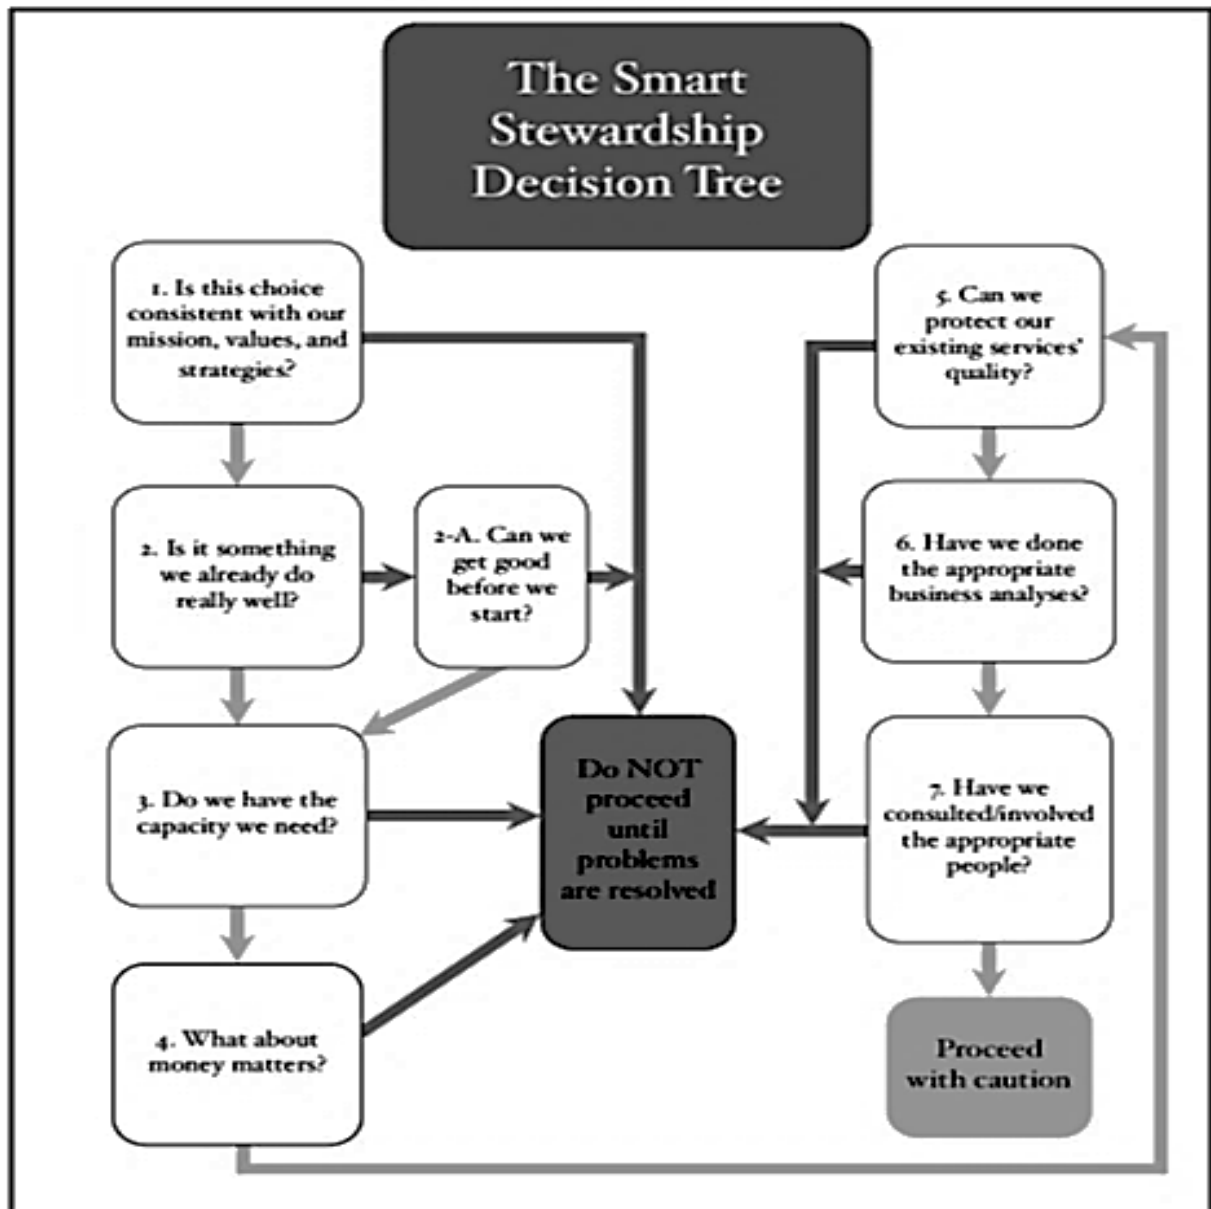 The Smart
Stewardship
Decision Tree
1. Is this choice
consistent with our
mission, values, and
strategies?
2. Is it something
we already do
really well?
2-A. Can we
get good
before we
start?
3. Do we have the
capacity we need?
4. What about
money matters?
Do NOT
proceed
until
problems
are resolved
5. Can we
protect our
existing services'
quality?
6. Have we done
the appropriate
business analyses?
7. Have we
consulted/involved
the appropriate
people?
Proceed
with caution